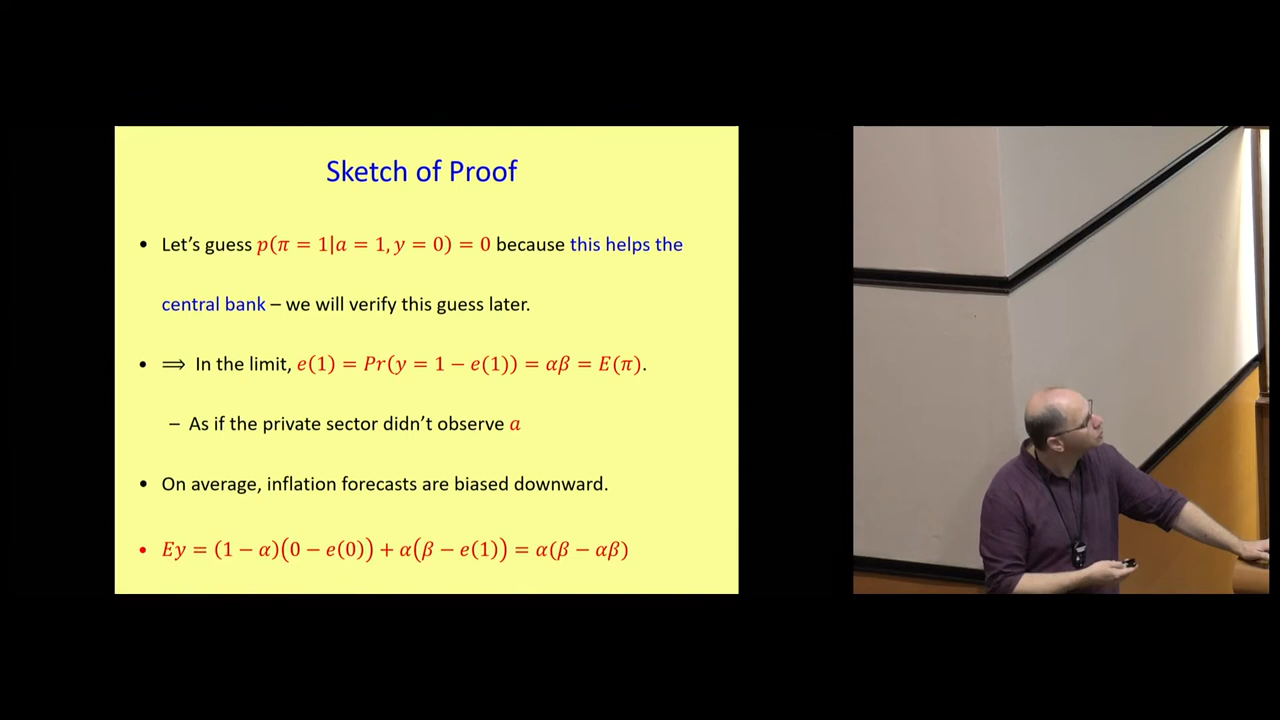 Sketch of Proof
• Let’s guess p(π = 1|a = 1, y = 0) = 0 because this helps the
central bank – we will verify this guess later.
• ⟹ In the limit, e(1) = Pr(y = 1 − e(1)) = αβ = E(π).
– As if the private sector didn’t observe a
• On average, inflation forecasts are biased downward.
• Ey = (1 − α)(0 − e(0)) + α(β − e(1)) = α(β − αβ)